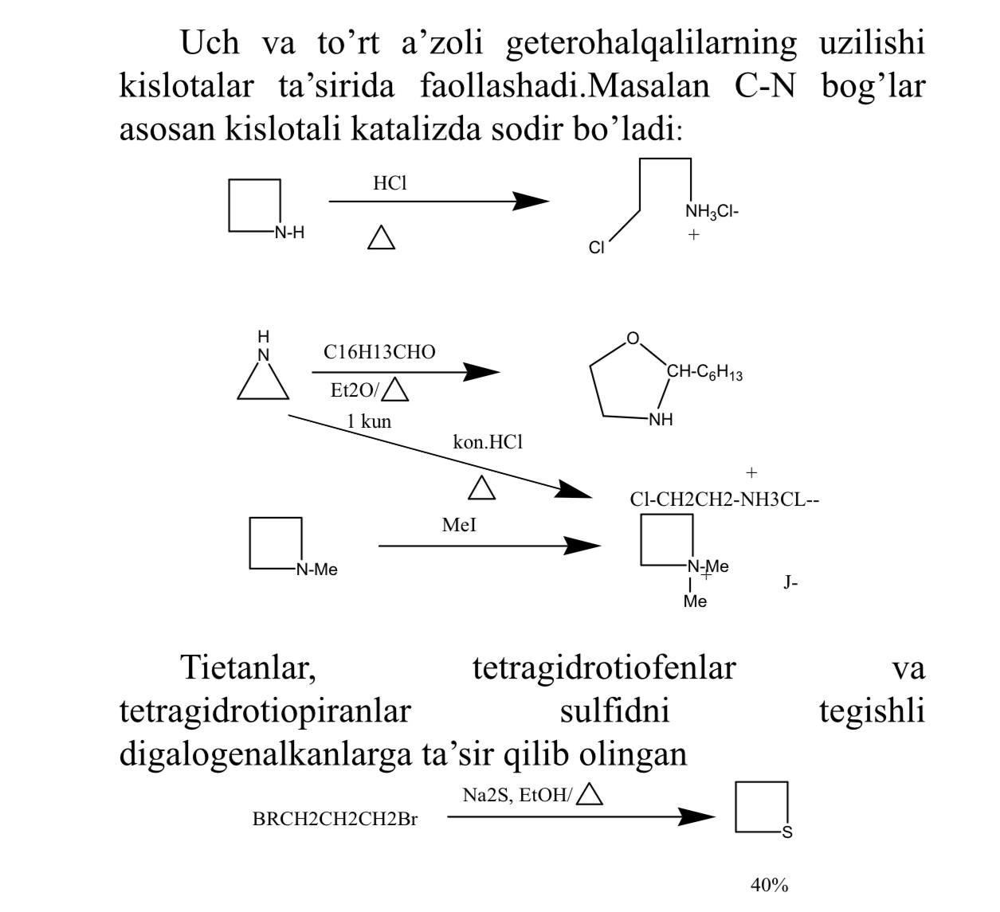 Uch va to’rt a’zoli geterohalqalilarning uzilishi
kislotalar ta’sirida faollashadi.Masalan C-N bog’lar
asosan kislotali katalizda sodir bo’ladi:
HCl
N-H
NH₃Cl-
+
Cl
H
N
C16H13CHO
Et2O/
1 kun
O
CH-C₆H₁₃
NH
kon.HCl
+
Cl-CH2CH2-NH3CL--
MeI
N-Me
N-Me
+
J-
Me
Tietanlar, tetragidrotiofenlar va
tetragidrotiopiranlar sulfidni tegishli
digalogenalkanlarga ta’sir qilib olingan
Na2S, EtOH/
BRCH2CH2CH2Br
S
40%